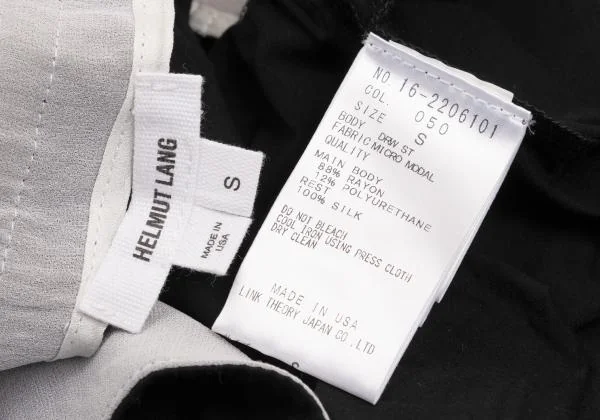 HELMUT LANG
S
MADE IN
USA
NO. 16-2206101
COL. 050
SIZE S
BODY DRW ST
FABRIC MICRO MODAL
QUALITY
MAIN BODY
88% RAYON
12% POLYURETHANE
REST
100% SILK
DO NOT BLEACH
COOL IRON USING PRESS CLOTH
DRY CLEAN
MADE IN USA
LINK THEORY JAPAN CO.,LTD